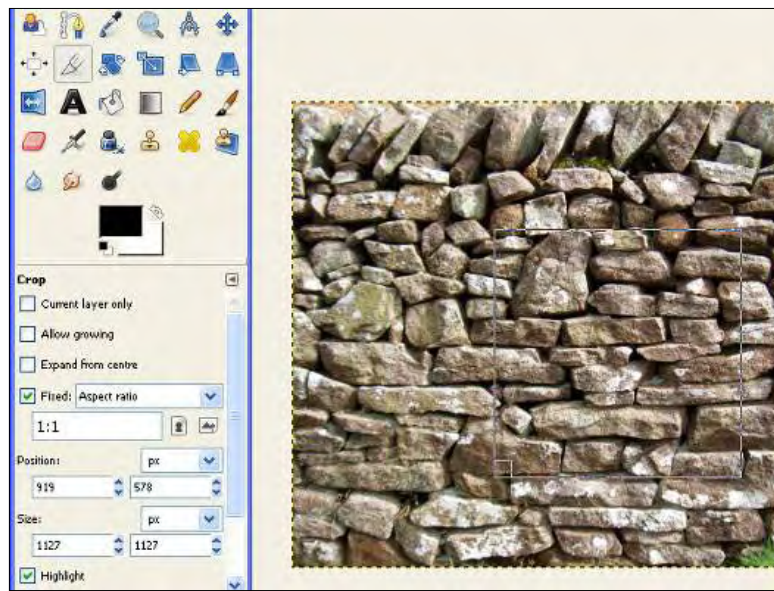 Crop
Current layer only
Allow growing
Expand from centre
Fixed: Aspect ratio
1:1
Position: px
919 578
Size: px
1127 1127
Highlight